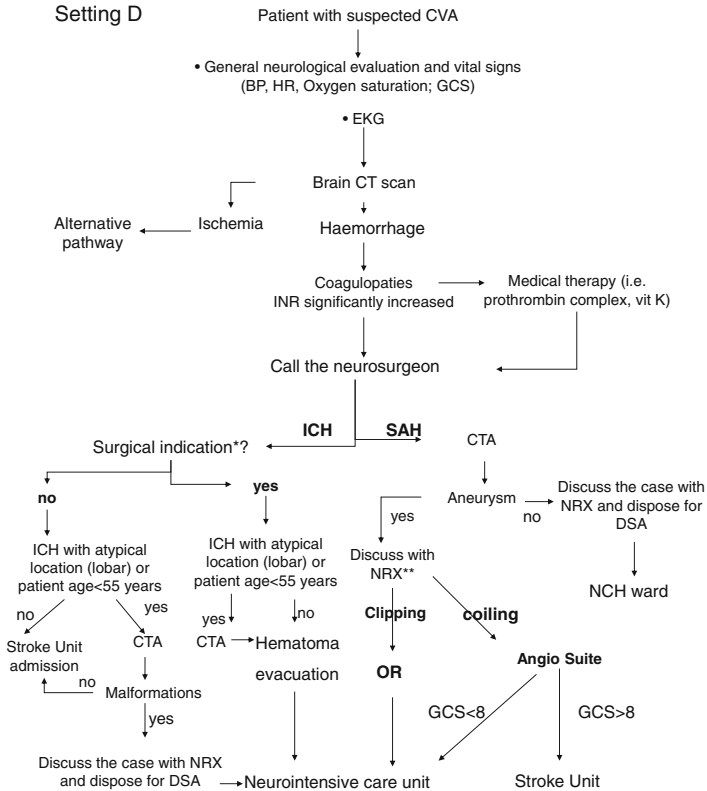 Setting D
Patient with suspected CVA
• General neurological evaluation and vital signs
(BP, HR, Oxygen saturation; GCS)
• EKG
Brain CT scan
Alternative
pathway
Ischemia
Haemorrhage
Coagulopaties
INR significantly increased
Medical therapy (i.e.
prothrombin complex, vit K)
Call the neurosurgeon
ICH
SAH
Surgical indication*?
CTA
no
yes
Aneurysm
yes
no
Discuss the case with
NRX and dispose for
DSA
ICH with atypical
location (lobar) or
patient age<55 years
ICH with atypical
location (lobar) or
patient age<55 years
Discuss with
NRX**
NCH ward
no
yes
yes
no
Clipping
coiling
Stroke Unit
admission
CTA
CTA
Hematoma
evacuation
OR
Angio Suite
no
Malformations
yes
GCS<8
GCS>8
Discuss the case with NRX
and dispose for DSA
Neurointensive care unit
Stroke Unit